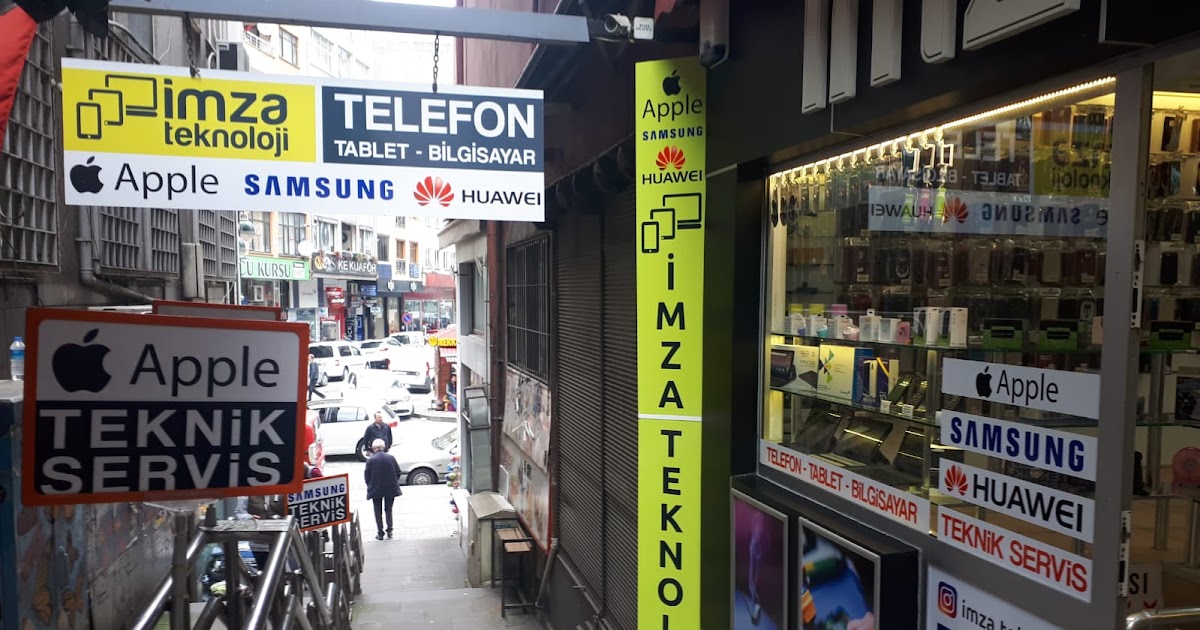 imza
teknoloji
TELEFON
TABLET - BİLGİSAYAR
Apple SAMSUNG HUAWEI
Apple
TEKNİK
SERVİS
SAMSUNG
TEKNİK
SERVİS
Apple
SAMSUNG
HUAWEI
İMZA
TEKNOL
KUAFÖR
TELEFON - TABLET - BİLGİSAYAR
Apple
SAMSUNG
HUAWEI
TEKNİK SERVİS
imza